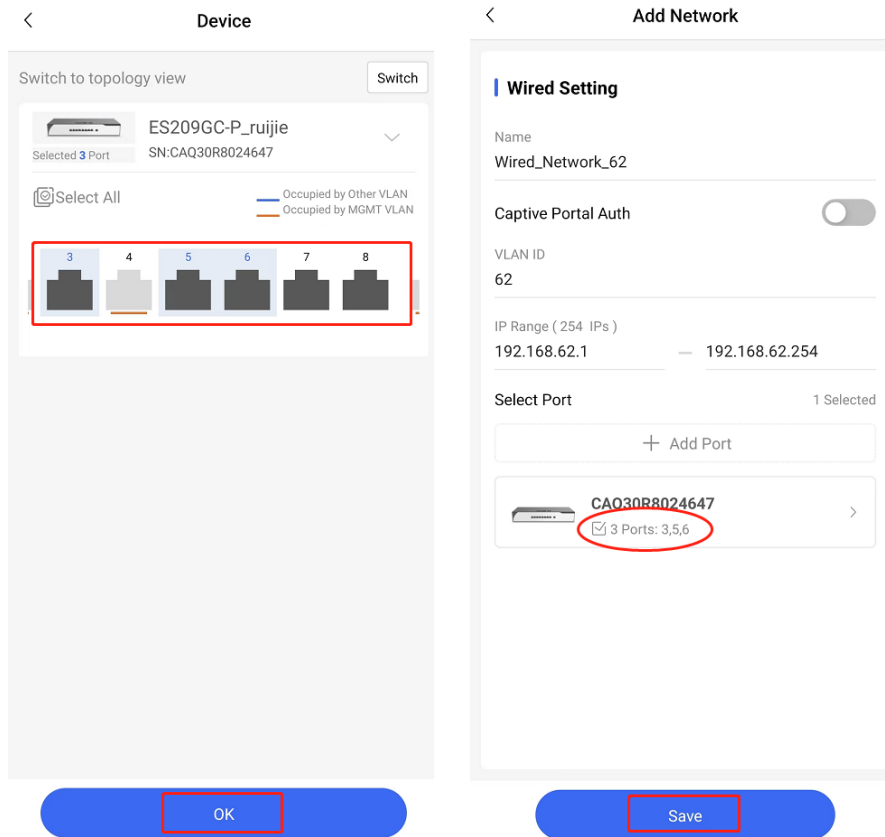 Device
Switch to topology view
Switch
ES209GC-P_ruijie
Selected 3 Port
SN:CAQ30R8024647
Select All
Occupied by Other VLAN
Occupied by MGMT VLAN
3 4 5 6 7 8
OK
Add Network
Wired Setting
Name
Wired_Network_62
Captive Portal Auth
VLAN ID
62
IP Range ( 254 IPs )
192.168.62.1 — 192.168.62.254
Select Port
1 Selected
+ Add Port
CAQ30R8024647
3 Ports: 3,5,6
Save